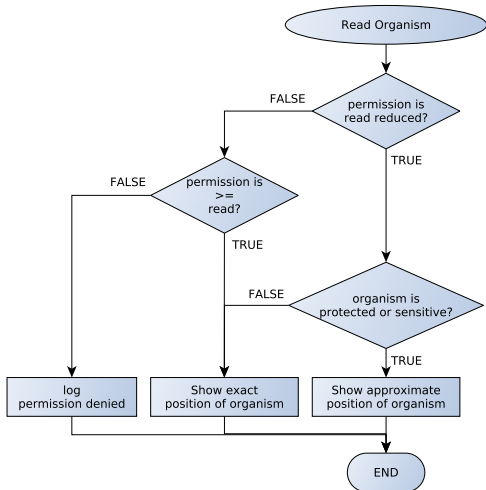 Read Organism
FALSE
permission is
read reduced?
TRUE
FALSE
permission is
>=
read?
TRUE
FALSE
organism is
protected or sensitive?
TRUE
log
permission denied
Show exact
position of organism
Show approximate
position of organism
END